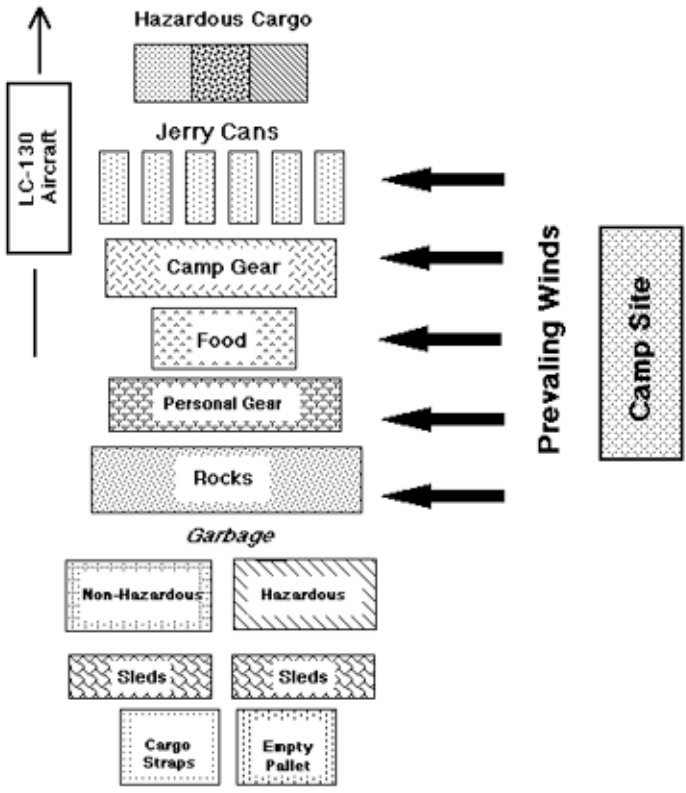 Hazardous Cargo
LC-130
Aircraft
Jerry Cans
Camp Gear
Food
Personal Gear
Rocks
Prevaling Winds
Camp Site
Garbage
Non-Hazardous
Hazardous
Sleds
Sleds
Cargo
Straps
Empty
Pallet